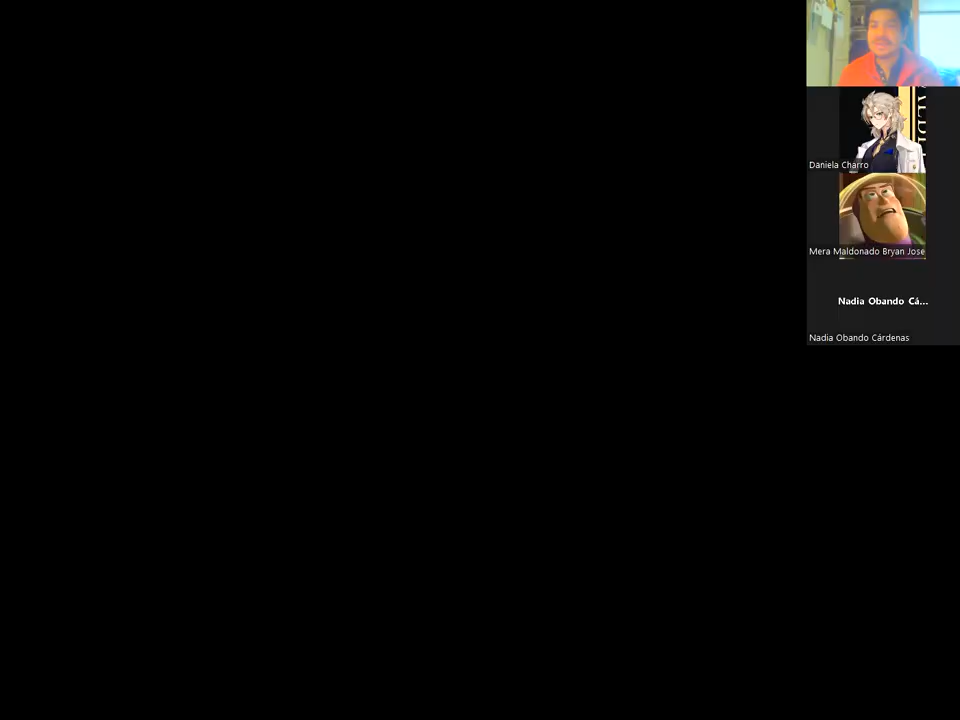 Daniela Charro
Mera Maldonado Bryan Jose
Nadia Obando Cá...
Nadia Obando Cárdenas